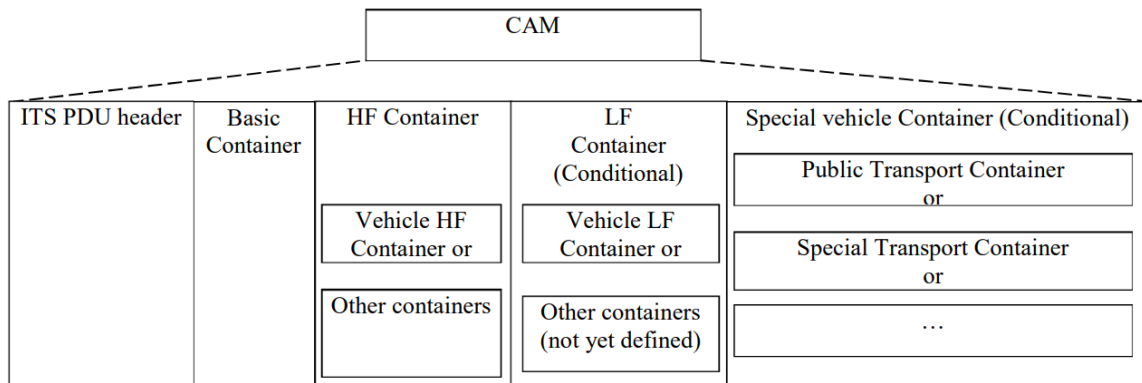 CAM
ITS PDU header
Basic
Container
HF Container
Vehicle HF
Container or
Other containers
LF
Container
(Conditional)
Vehicle LF
Container or
Other containers
(not yet defined)
Special vehicle Container (Conditional)
Public Transport Container
or
Special Transport Container
or
…